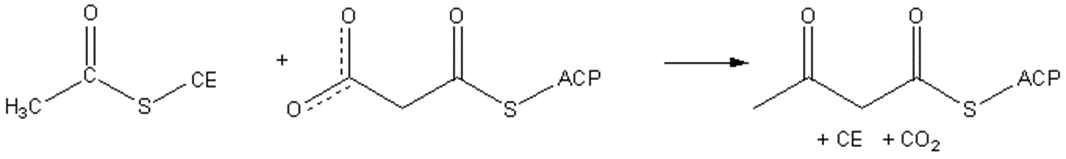 O O O O O
C CE + ACP ACP
H₃C S O S S
+ CE + CO₂